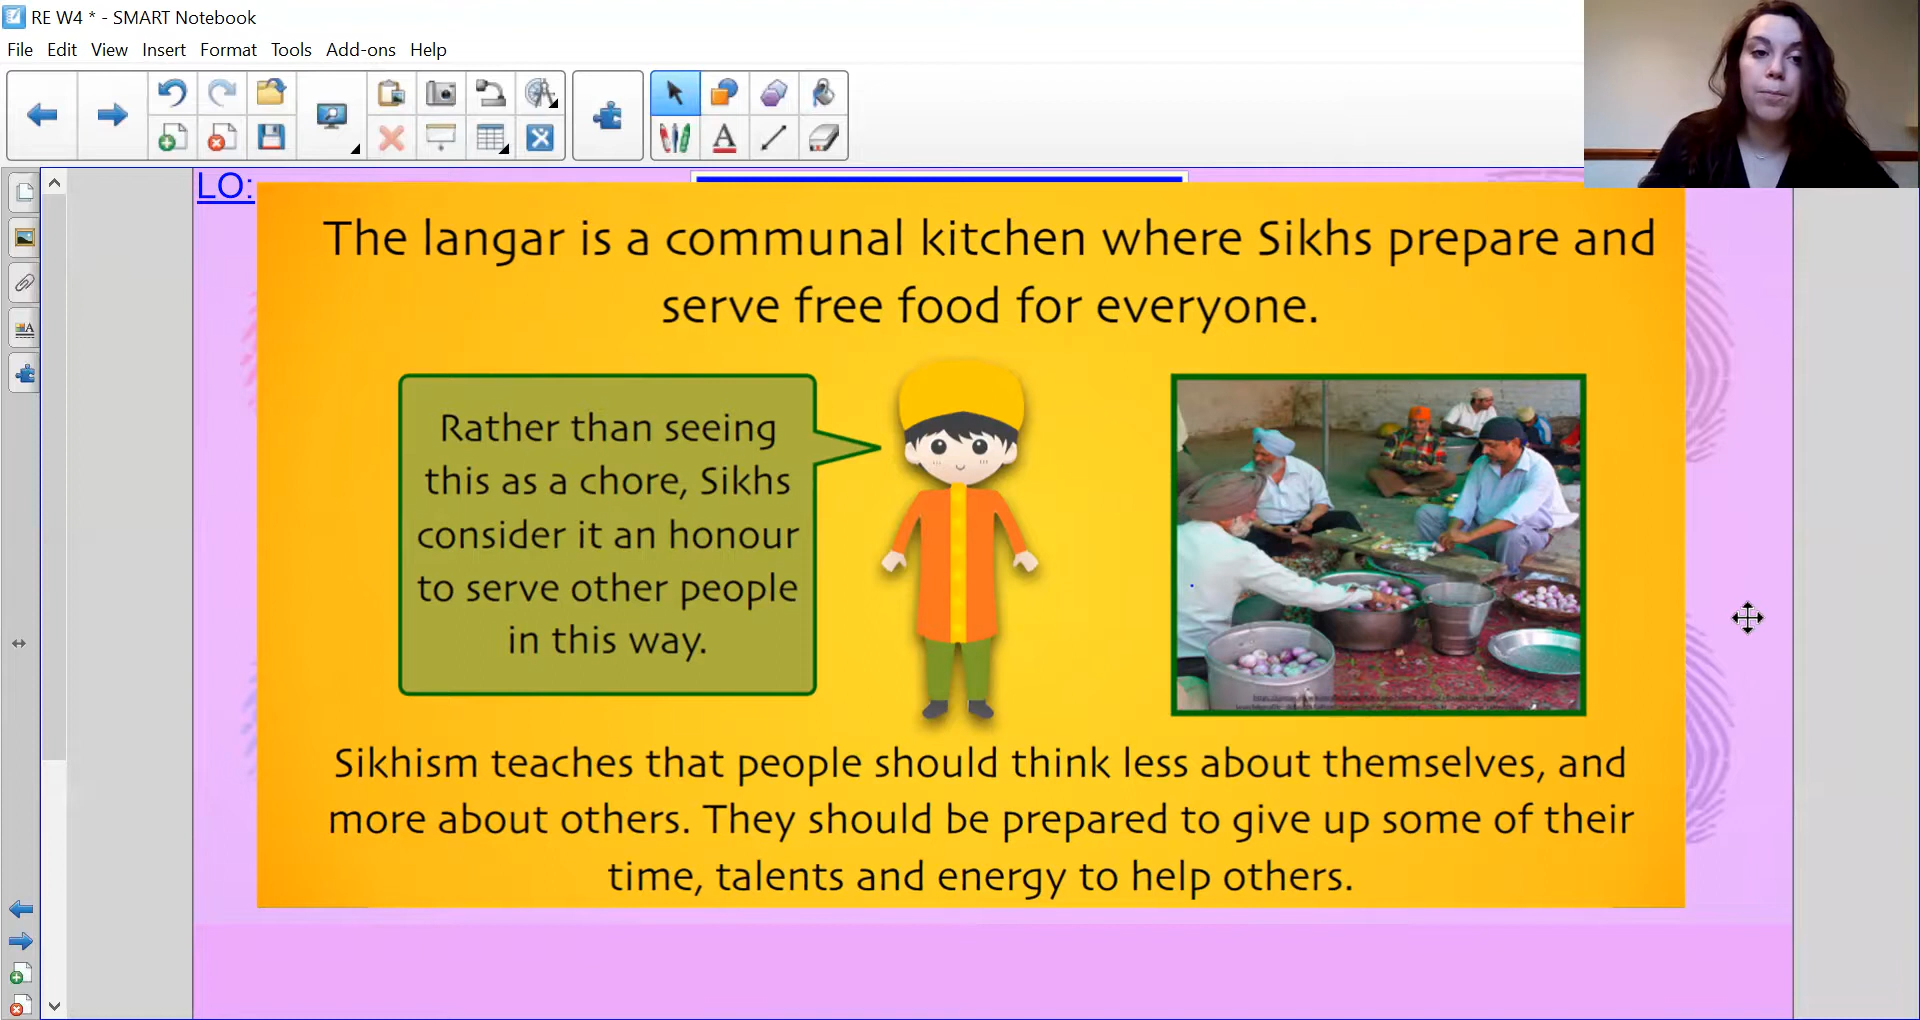 RE W4 * - SMART Notebook
File Edit View Insert Format Tools Add-ons Help
LO:
The langar is a communal kitchen where Sikhs prepare and
serve free food for everyone.
Rather than seeing
this as a chore, Sikhs
consider it an honour
to serve other people
in this way.
Sikhism teaches that people should think less about themselves, and
more about others. They should be prepared to give up some of their
time, talents and energy to help others.